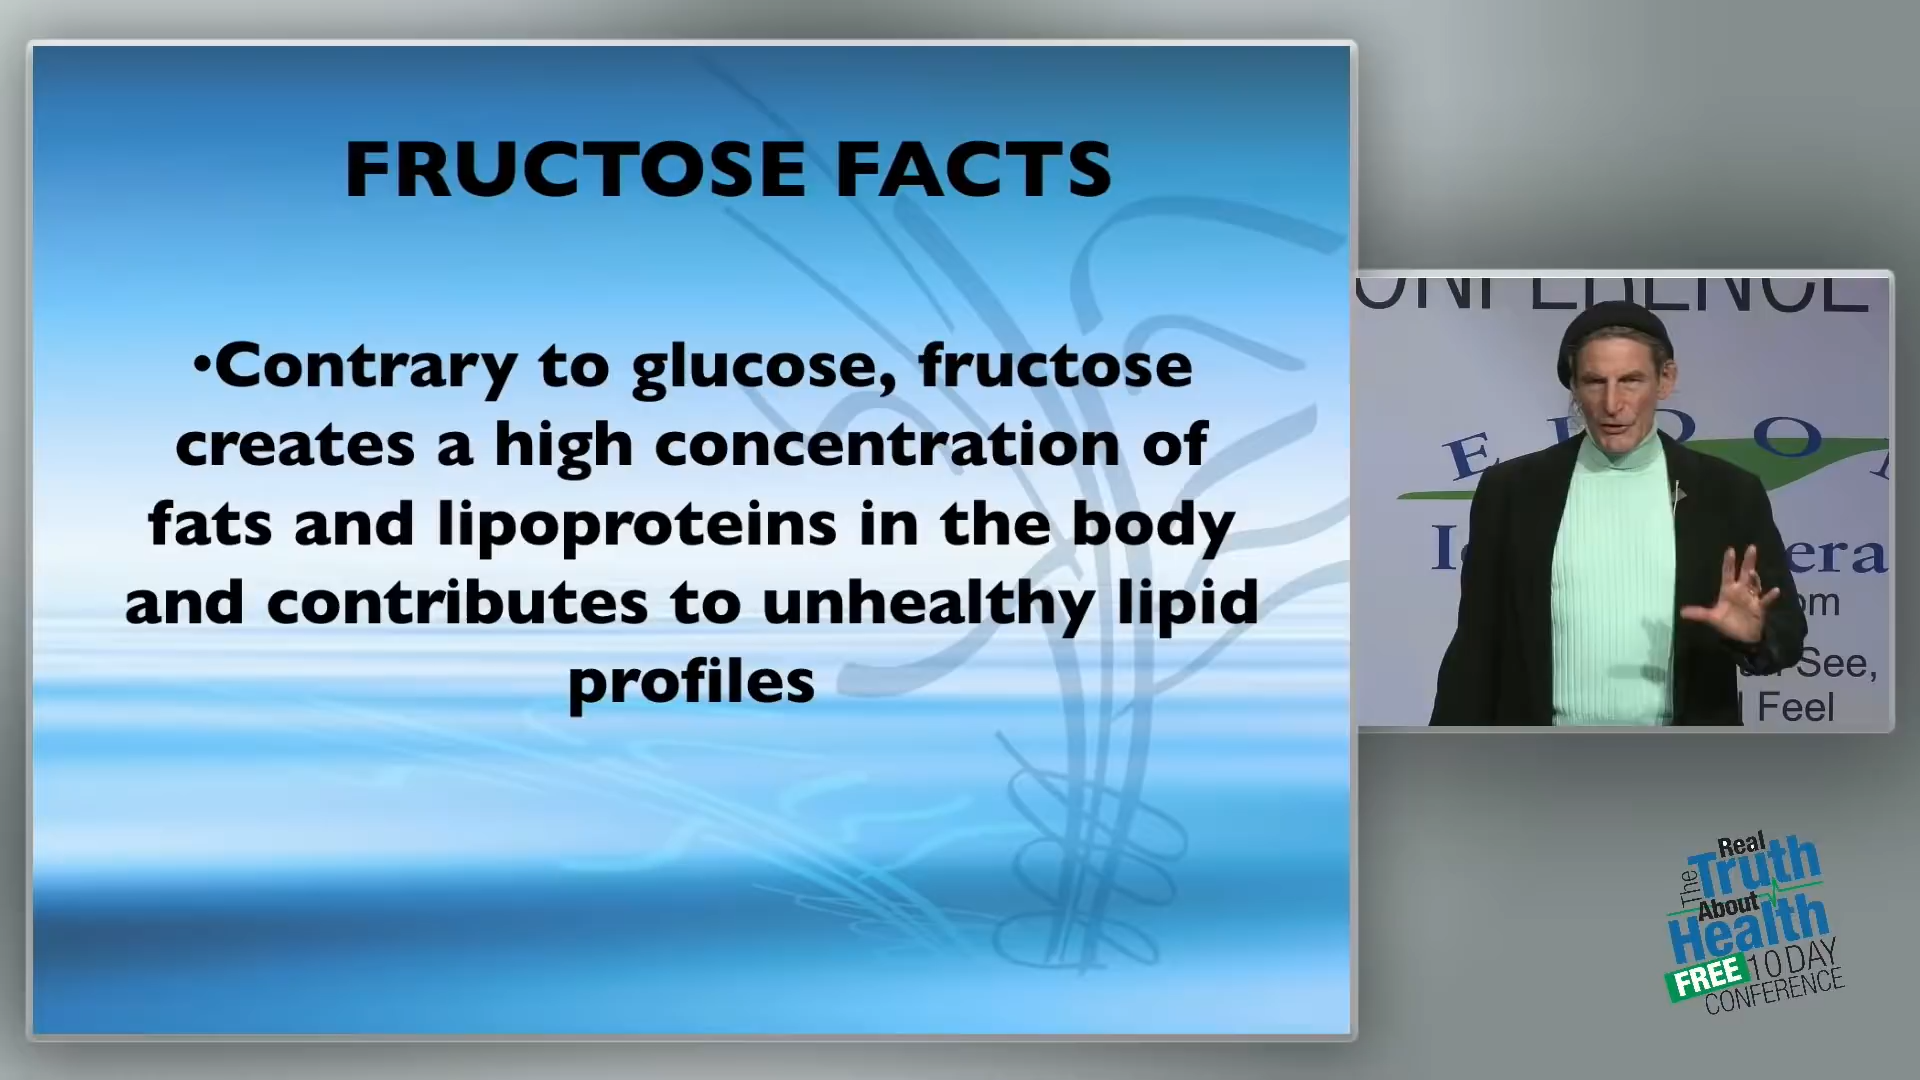 FRUCTOSE FACTS
•Contrary to glucose, fructose
creates a high concentration of
fats and lipoproteins in the body
and contributes to unhealthy lipid
profiles
CONFERENCE
See,
Feel
The
Real
Truth
About
Health
FREE 10 DAY
CONFERENCE